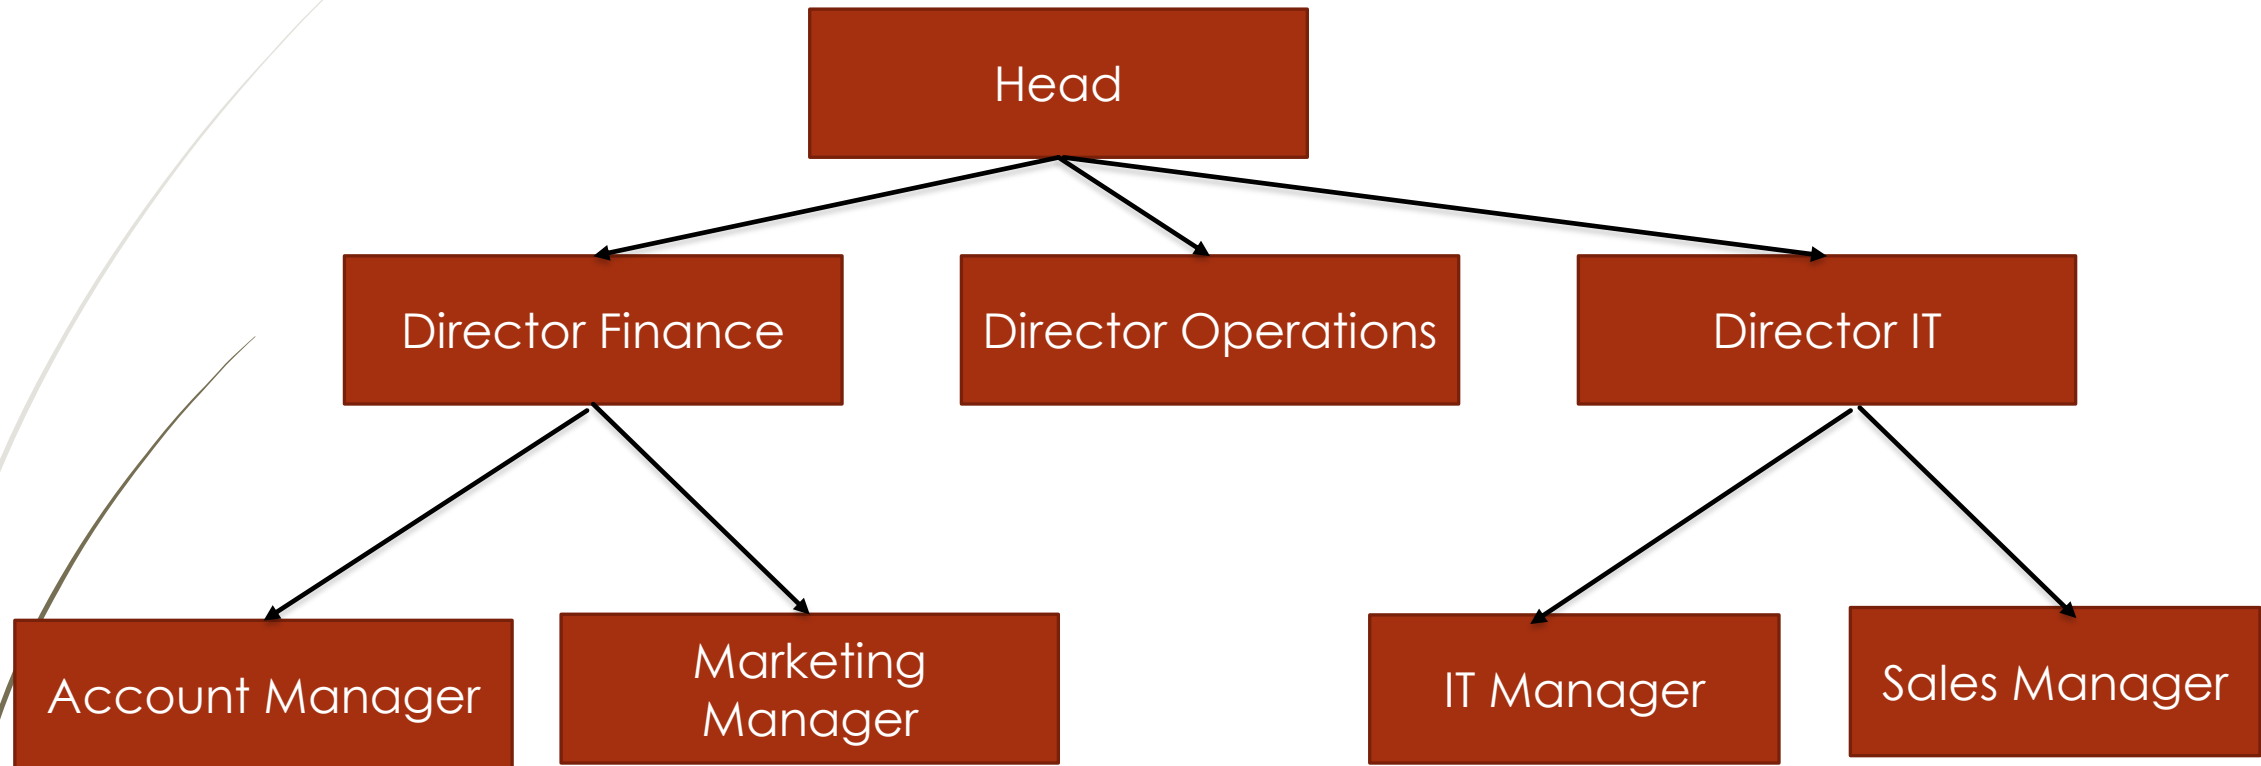 Head
Director Finance
Director Operations
Director IT
Account Manager
Marketing
Manager
IT Manager
Sales Manager